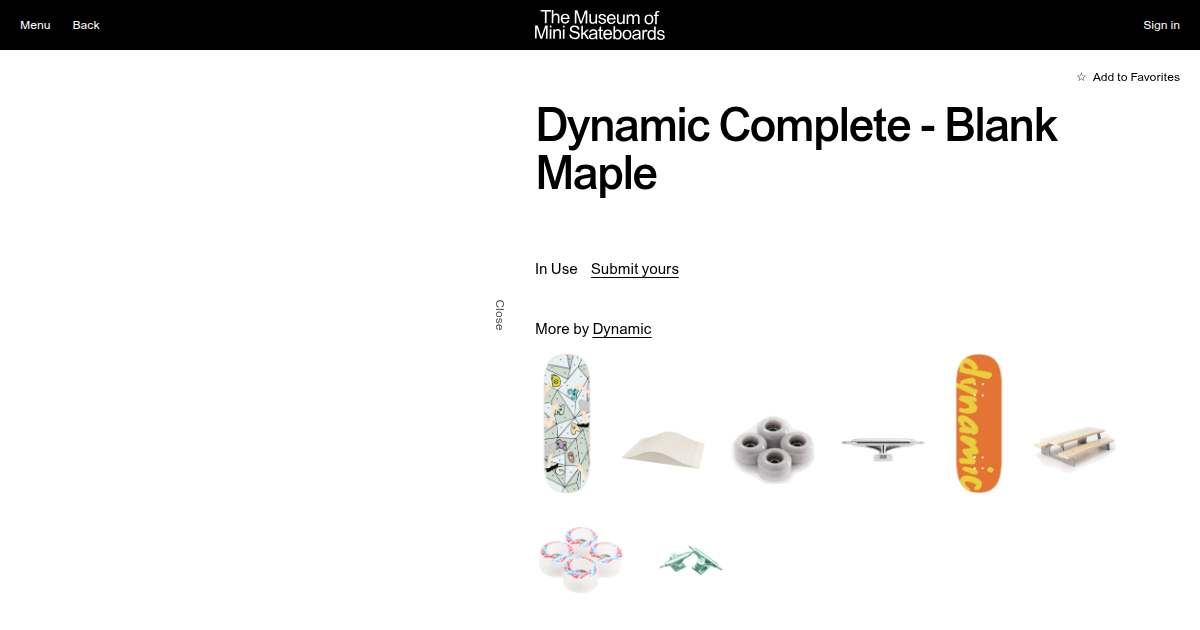 Menu
Back
The Museum of
Mini Skateboards
Sign in
☆ Add to Favorites
Dynamic Complete - Blank
Maple
In Use
Submit yours
Close
More by Dynamic
dynamic